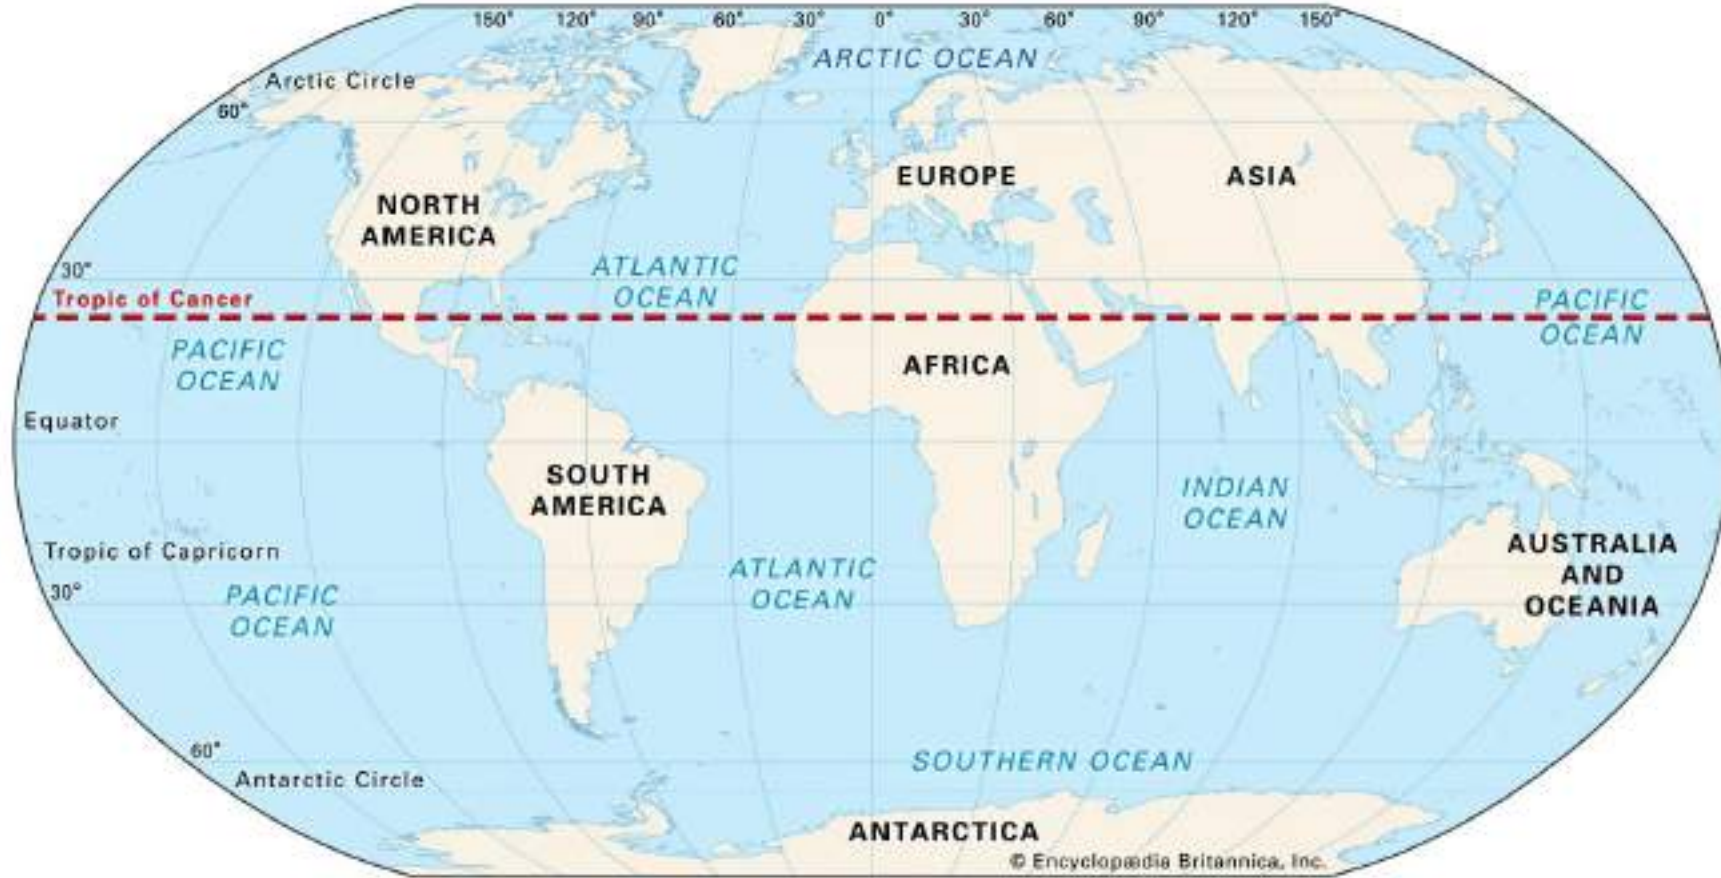 150° 120° 90° 60° 30° 0° 30° 60° 90° 120° 150°
ARCTIC OCEAN
Arctic Circle
60°
EUROPE
ASIA
NORTH
AMERICA
ATLANTIC
OCEAN
30°
Tropic of Cancer
PACIFIC
OCEAN
PACIFIC
OCEAN
AFRICA
Equator
SOUTH
AMERICA
INDIAN
OCEAN
Tropic of Capricorn
AUSTRALIA
AND
OCEANIA
ATLANTIC
OCEAN
30°
PACIFIC
OCEAN
60°
SOUTHERN OCEAN
Antarctic Circle
ANTARCTICA
© Encyclopædia Britannica, Inc.